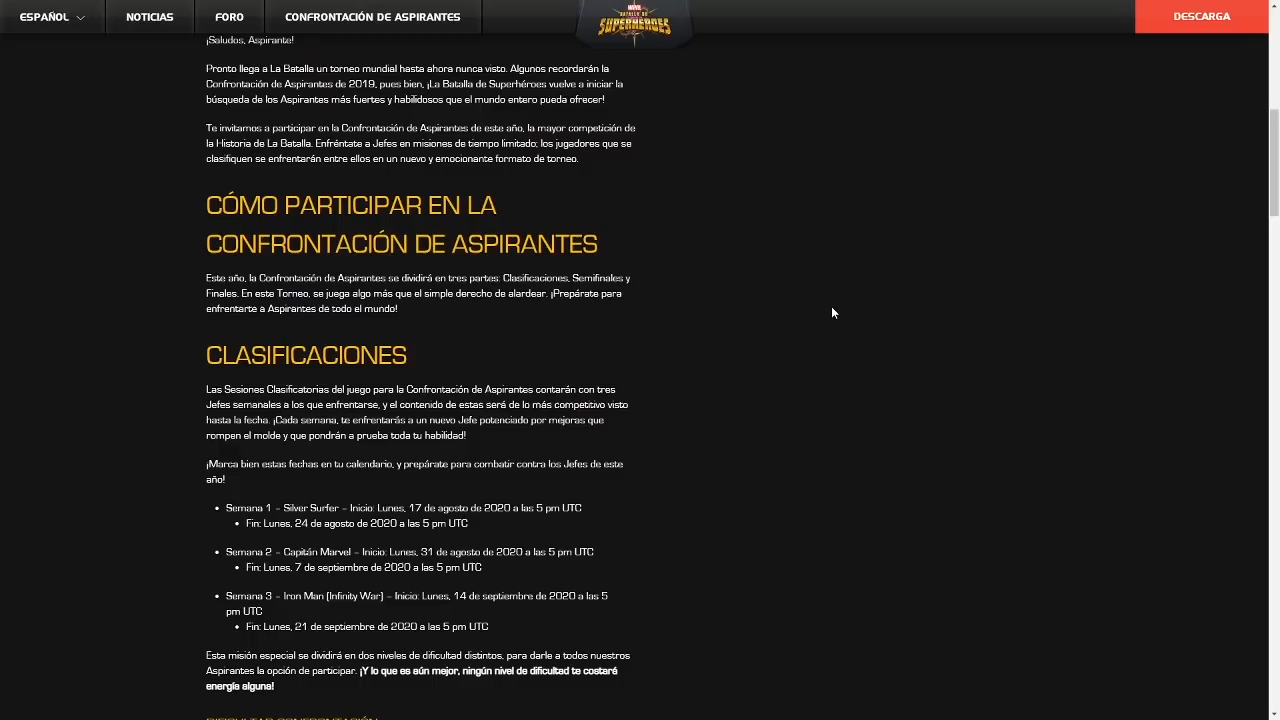 ESPAÑOL
NOTICIAS
FORO
CONFRONTACIÓN DE ASPIRANTES
MARVEL
BATALLA DE
SUPERHÉROES
DESCARGA
¡Saludos, Aspirante!
Pronto llega a La Batalla un torneo mundial hasta ahora nunca visto. Algunos recordarán la
Confrontación de Aspirantes de 2019, pues bien, ¡La Batalla de Superhéroes vuelve a iniciar la
búsqueda de los Aspirantes más fuertes y habilidosos que el mundo entero pueda ofrecer!
Te invitamos a participar en la Confrontación de Aspirantes de este año, la mayor competición de
la Historia de La Batalla. Enfréntate a Jefes en misiones de tiempo limitado; los jugadores que se
clasifiquen se enfrentarán entre ellos en un nuevo y emocionante formato de torneo.
CÓMO PARTICIPAR EN LA
CONFRONTACIÓN DE ASPIRANTES
Este año, la Confrontación de Aspirantes se dividirá en tres partes: Clasificaciones, Semifinales y
Finales. En este Torneo, se juega algo más que el simple derecho de alardear. ¡Prepárate para
enfrentarte a Aspirantes de todo el mundo!
CLASIFICACIONES
Las Sesiones Clasificatorias del juego para la Confrontación de Aspirantes contarán con tres
Jefes semanales a los que enfrentarse, y el contenido de estas será de lo más competitivo visto
hasta la fecha. ¡Cada semana, te enfrentarás a un nuevo Jefe potenciado por mejoras que
rompen el molde y que pondrán a prueba toda tu habilidad!
¡Marca bien estas fechas en tu calendario, y prepárate para combatir contra los Jefes de este
año!
• Semana 1 – Silver Surfer – Inicio: Lunes, 17 de agosto de 2020 a las 5 pm UTC
• Fin: Lunes, 24 de agosto de 2020 a las 5 pm UTC
• Semana 2 – Capitán Marvel – Inicio: Lunes, 31 de agosto de 2020 a las 5 pm UTC
• Fin: Lunes, 7 de septiembre de 2020 a las 5 pm UTC
• Semana 3 – Iron Man (Infinity War) – Inicio: Lunes, 14 de septiembre de 2020 a las 5
pm UTC
• Fin: Lunes, 21 de septiembre de 2020 a las 5 pm UTC
Esta misión especial se dividirá en dos niveles de dificultad distintos, para darle a todos nuestros
Aspirantes la opción de participar. ¡Y lo que es aún mejor, ningún nivel de dificultad te costará
energía alguna!